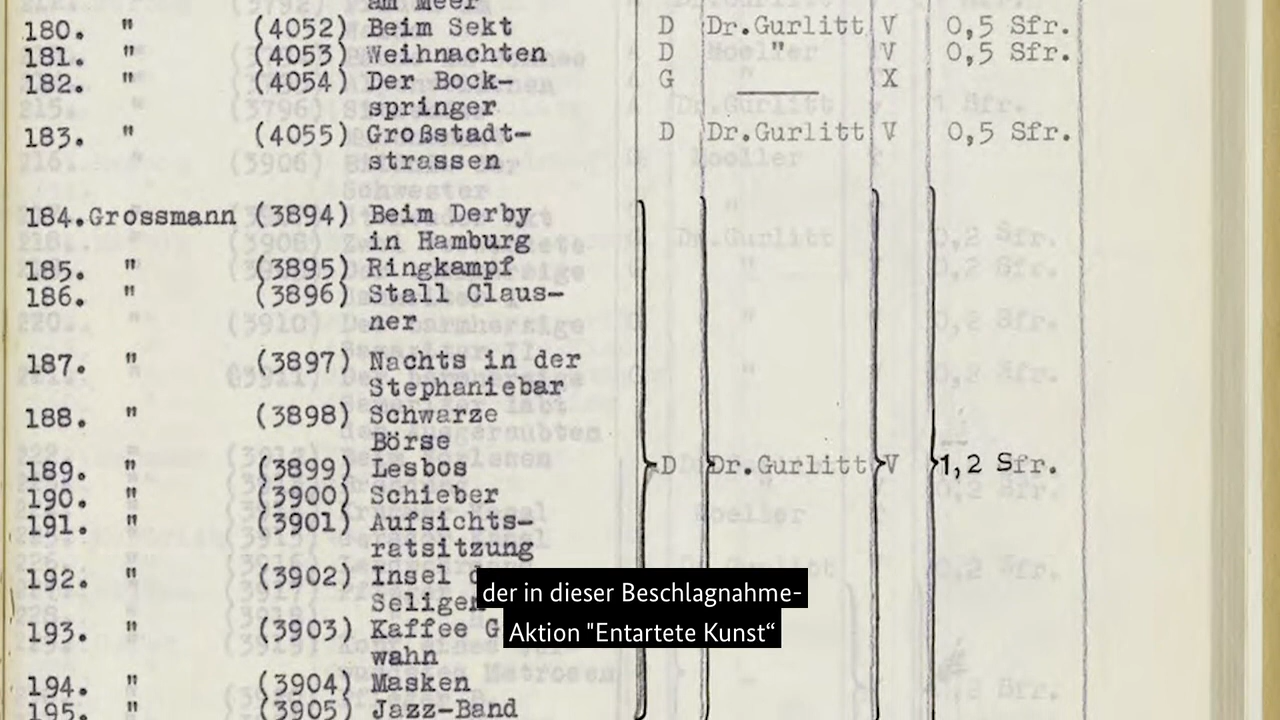 am Meer
180. " (4052) Beim Sekt D Dr.Gurlitt V 0,5 Sfr.
181. " (4053) Weihnachten D " V 0,5 Sfr.
182. " (4054) Der Bock- G X
springer
183. " (4055) Großstadt- D Dr.Gurlitt V 0,5 Sfr.
strassen
184.Grossmann (3894) Beim Derby
in Hamburg
185. " (3895) Ringkampf
186. " (3896) Stall Claus-
ner
187. " (3897) Nachts in der
Stephaniebar
188. " (3898) Schwarze
Börse
189. " (3899) Lesbos D Dr.Gurlitt V 1,2 Sfr.
190. " (3900) Schieber
191. " (3901) Aufsichts-
ratsitzung
192. " (3902) Insel
Seligen
193. " (3903) Kaffee G
wahn
194. " (3904) Masken
195. " (3905) Jazz-Band
der in dieser Beschlagnahme-
Aktion "Entartete Kunst“